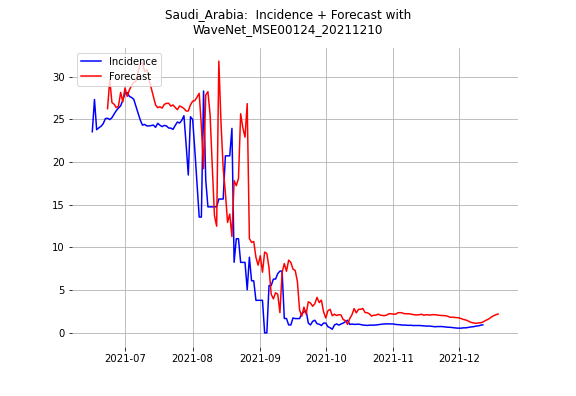 Saudi_Arabia:  Incidence + Forecast with
WaveNet_MSE00124_20211210
Incidence
Forecast
30
25
20
15
10
5
0
2021-07 2021-08 2021-09 2021-10 2021-11 2021-12